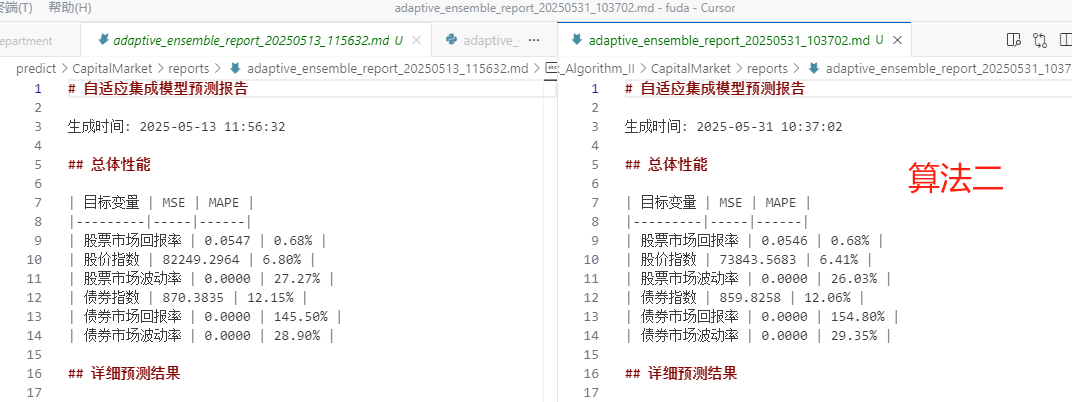 终端(T) 帮助(H) adaptive_ensemble_report_20250531_103702.md - fuda - Cursor
epartment adaptive_ensemble_report_20250513_115632.md U adaptive_ ...
predict > CapitalMarket > reports > adaptive_ensemble_report_20250513_115632.md >
1 # 自适应集成模型预测报告
2
3 生成时间: 2025-05-13 11:56:32
4
5 ## 总体性能
6
7 | 目标变量 | MSE | MAPE |
8 |---------|-----|------|
9 | 股票市场回报率 | 0.0547 | 0.68% |
10 | 股价指数 | 82249.2964 | 6.80% |
11 | 股票市场波动率 | 0.0000 | 27.27% |
12 | 债券指数 | 870.3835 | 12.15% |
13 | 债券市场回报率 | 0.0000 | 145.50% |
14 | 债券市场波动率 | 0.0000 | 28.90% |
15
16 ## 详细预测结果
17
adaptive_ensemble_report_20250531_103702.md U
_Algorithm_II > CapitalMarket > reports > adaptive_ensemble_report_20250531_1037
1 # 自适应集成模型预测报告
2
3 生成时间: 2025-05-31 10:37:02
4
5 ## 总体性能
6
7 | 目标变量 | MSE | MAPE |
8 |---------|-----|------|
9 | 股票市场回报率 | 0.0546 | 0.68% |
10 | 股价指数 | 73843.5683 | 6.41% |
11 | 股票市场波动率 | 0.0000 | 26.03% |
12 | 债券指数 | 859.8258 | 12.06% |
13 | 债券市场回报率 | 0.0000 | 154.80% |
14 | 债券市场波动率 | 0.0000 | 29.35% |
15
16 ## 详细预测结果
17
算法二